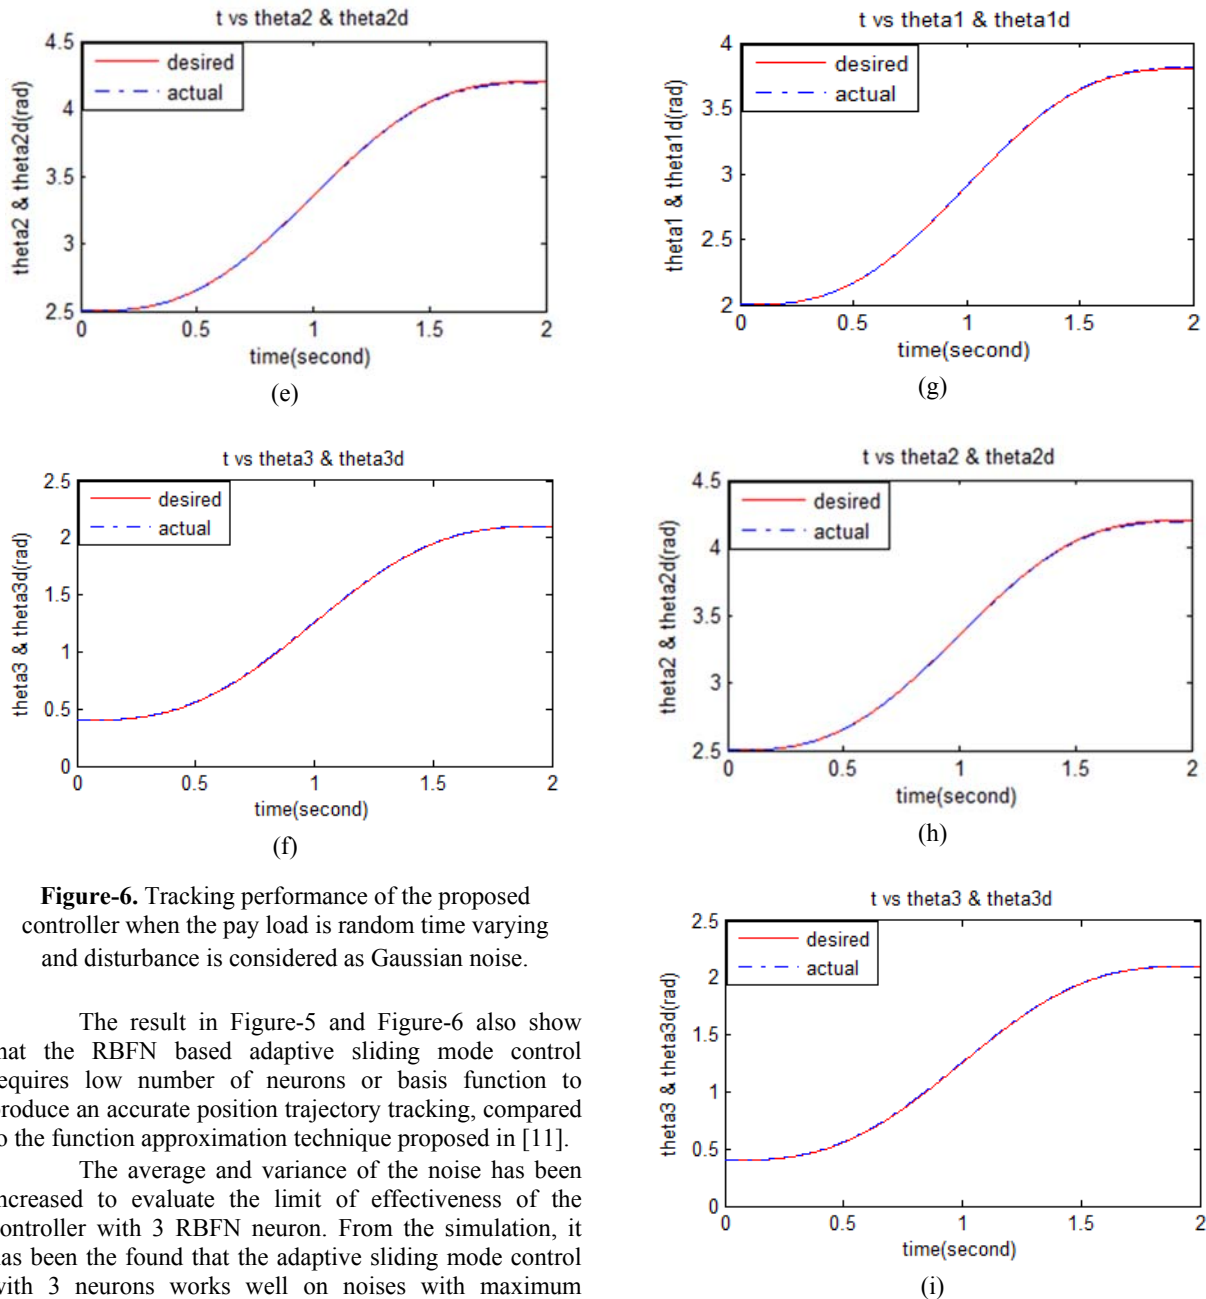 t vs theta2 & theta2d
4.5
4
3.5
3
2.5
desired
actual
theta2 & theta2d(rad)
0 0.5 1 1.5 2
time(second)
(e)
t vs theta3 & theta3d
2.5
2
1.5
1
0.5
0
desired
actual
theta3 & theta3d(rad)
0 0.5 1 1.5 2
time(second)
(f)
Figure-6. Tracking performance of the proposed
controller when the pay load is random time varying
and disturbance is considered as Gaussian noise.
The result in Figure-5 and Figure-6 also show
hat the RBFN based adaptive sliding mode control
equires low number of neurons or basis function to
produce an accurate position trajectory tracking, compared
o the function approximation technique proposed in [11].
The average and variance of the noise has been
increased to evaluate the limit of effectiveness of the
controller with 3 RBFN neuron. From the simulation, it
has been the found that the adaptive sliding mode control
with 3 neurons works well on noises with maximum
t vs theta1 & theta1d
4
3.5
3
2.5
2
desired
actual
theta1 & theta1d(rad)
0 0.5 1 1.5 2
time(second)
(g)
t vs theta2 & theta2d
4.5
4
3.5
3
2.5
desired
actual
theta2 & theta2d(rad)
0 0.5 1 1.5 2
time(second)
(h)
t vs theta3 & theta3d
2.5
2
1.5
1
0.5
0
desired
actual
theta3 & theta3d(rad)
0 0.5 1 1.5 2
time(second)
(i)